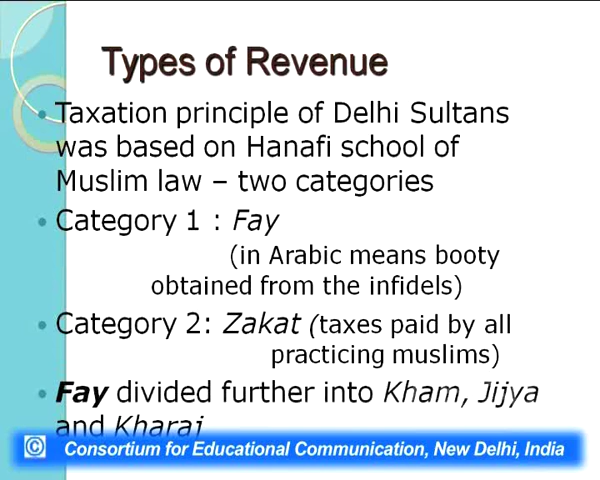 Types of Revenue
Taxation principle of Delhi Sultans
was based on Hanafi school of
Muslim law – two categories
Category 1 : Fay
(in Arabic means booty
obtained from the infidels)
Category 2: Zakat (taxes paid by all
practicing muslims)
Fay divided further into Kham, Jijya
and Kharaj
© Consortium for Educational Communication, New Delhi, India